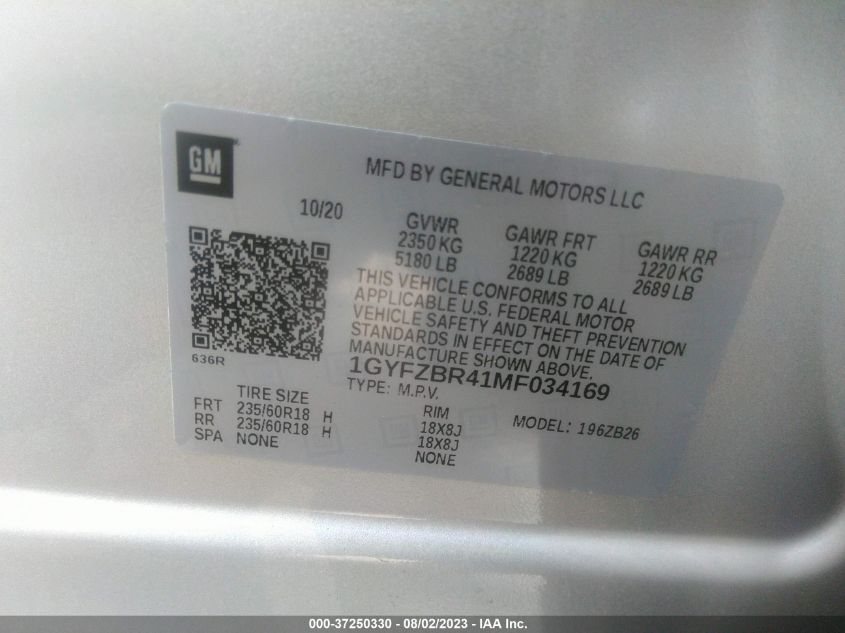 GM
MFD BY GENERAL MOTORS LLC
10/20
GVWR
2350 KG
5180 LB
GAWR FRT
1220 KG
2689 LB
GAWR RR
1220 KG
2689 LB
THIS VEHICLE CONFORMS TO ALL
APPLICABLE U.S. FEDERAL MOTOR
VEHICLE SAFETY AND THEFT PREVENTION
STANDARDS IN EFFECT ON THE DATE OF
MANUFACTURE SHOWN ABOVE.
636R
1GYFZBR41MF034169
TYPE: M.P.V.
TIRE SIZE RIM
FRT 235/60R18 H 18X8J
RR 235/60R18 H 18X8J
SPA NONE NONE
MODEL: 196ZB26
000-37250330 - 08/02/2023 - IAA Inc.